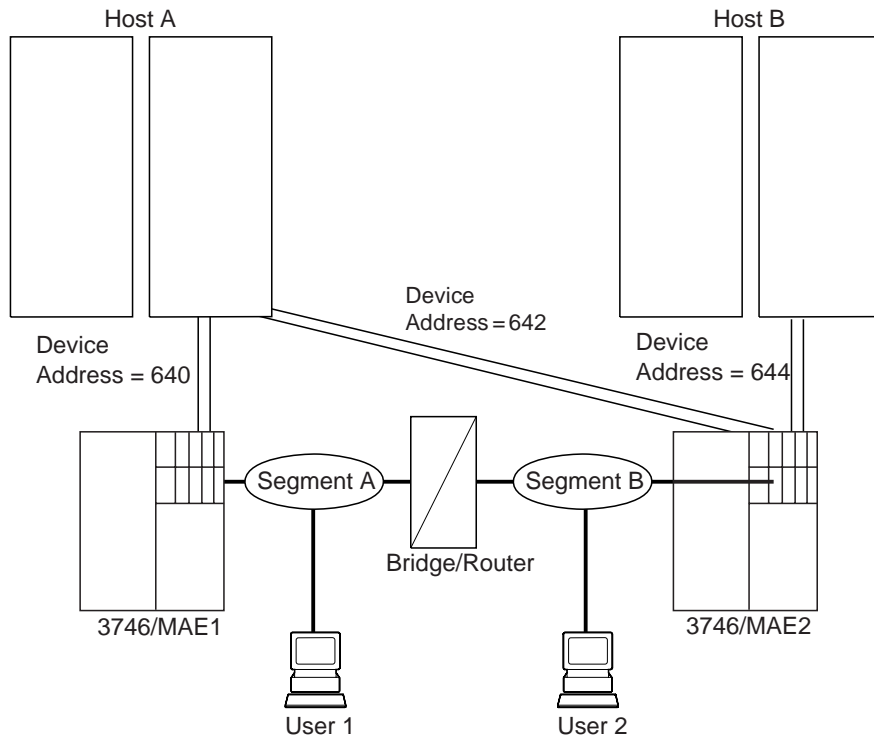 Host A
Host B
Device
Address = 642
Device
Address = 640
Device
Address = 644
Segment A
Segment B
Bridge/Router
3746/MAE1
3746/MAE2
User 1
User 2